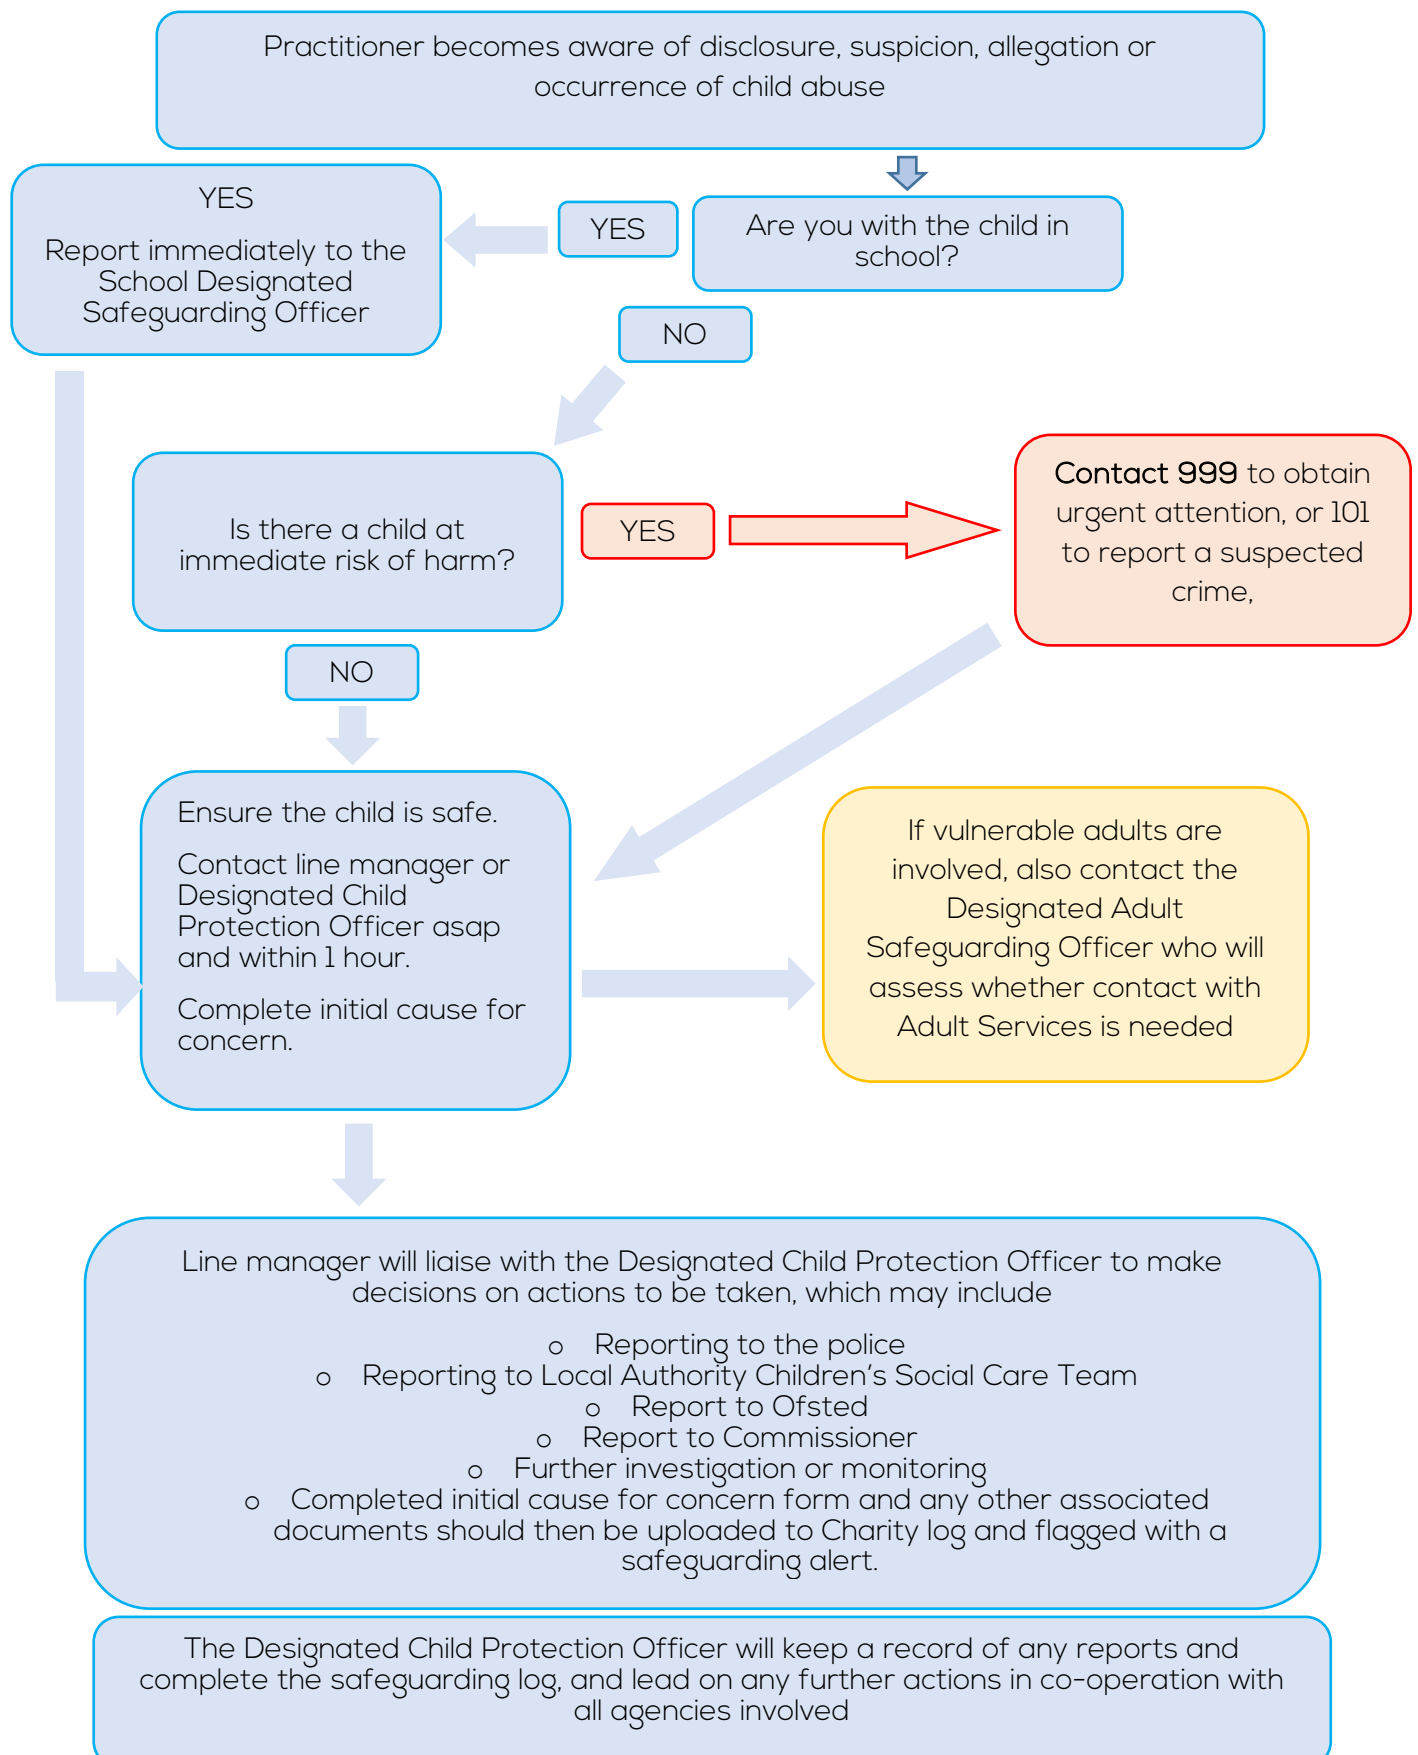 Practitioner becomes aware of disclosure, suspicion, allegation or
occurrence of child abuse
YES
Report immediately to the
School Designated
Safeguarding Officer
YES
Are you with the child in
school?
NO
Is there a child at
immediate risk of harm?
YES
Contact 999 to obtain
urgent attention, or 101
to report a suspected
crime,
NO
Ensure the child is safe.
Contact line manager or
Designated Child
Protection Officer asap
and within 1 hour.
Complete initial cause for
concern.
If vulnerable adults are
involved, also contact the
Designated Adult
Safeguarding Officer who will
assess whether contact with
Adult Services is needed
Line manager will liaise with the Designated Child Protection Officer to make
decisions on actions to be taken, which may include
o Reporting to the police
o Reporting to Local Authority Children's Social Care Team
o Report to Ofsted
o Report to Commissioner
o Further investigation or monitoring
o Completed initial cause for concern form and any other associated
documents should then be uploaded to Charity log and flagged with a
safeguarding alert.
The Designated Child Protection Officer will keep a record of any reports and
complete the safeguarding log, and lead on any further actions in co-operation with
all agencies involved